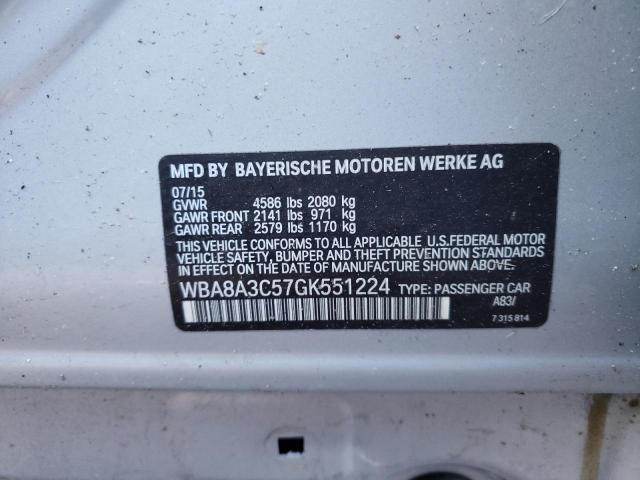 MFD BY BAYERISCHE MOTOREN WERKE AG
07/15
GVWR 4586 lbs 2080 kg
GAWR FRONT 2141 lbs 971 kg
GAWR REAR 2579 lbs 1170 kg
THIS VEHICLE CONFORMS TO ALL APPLICABLE U.S.FEDERAL MOTOR
VEHICLE SAFETY, BUMPER AND THEFT PREVENTION STANDARDS
IN EFFECT ON THE DATE OF MANUFACTURE SHOWN ABOVE.
WBA8A3C57GK551224 TYPE: PASSENGER CAR
A83/
7 315 814